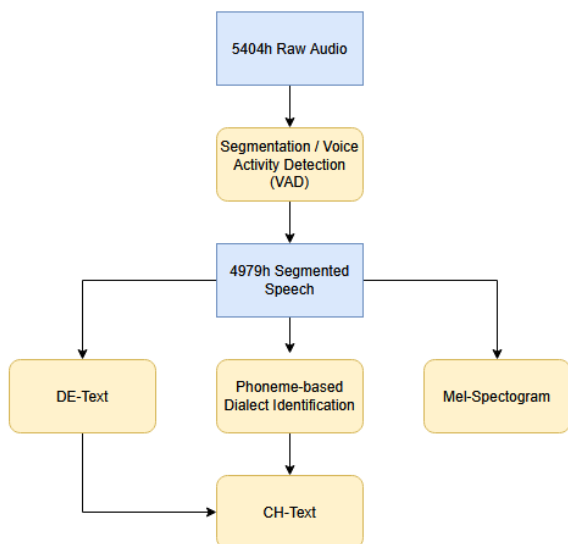 5404h Raw Audio
Segmentation / Voice
Activity Detection
(VAD)
4979h Segmented
Speech
DE-Text
Phoneme-based
Dialect Identification
Mel-Spectogram
CH-Text